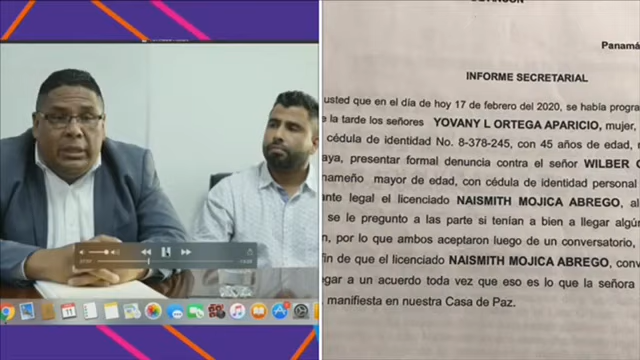 Panamá
INFORME SECRETARIAL
usted que en el día de hoy 17 de febrero del 2020, se había progra
la tarde los señores YOVANY L ORTEGA APARICIO, mujer,
cédula de identidad No. 8-378-245, con 45 años de edad,
aya, presentar formal denuncia contra el señor WILBER
nameño mayor de edad, con cédula de identidad personal
ante legal el licenciado NAISMITH MOJICA ABREGO, al
se le pregunto a las parte si tenían a bien a llegar algún
n, por lo que ambos aceptaron luego de un conversatorio,
fin de que el licenciado NAISMITH MOJICA ABREGO, conv
gar a un acuerdo toda vez que eso es lo que la señora
manifiesta en nuestra Casa de Paz.